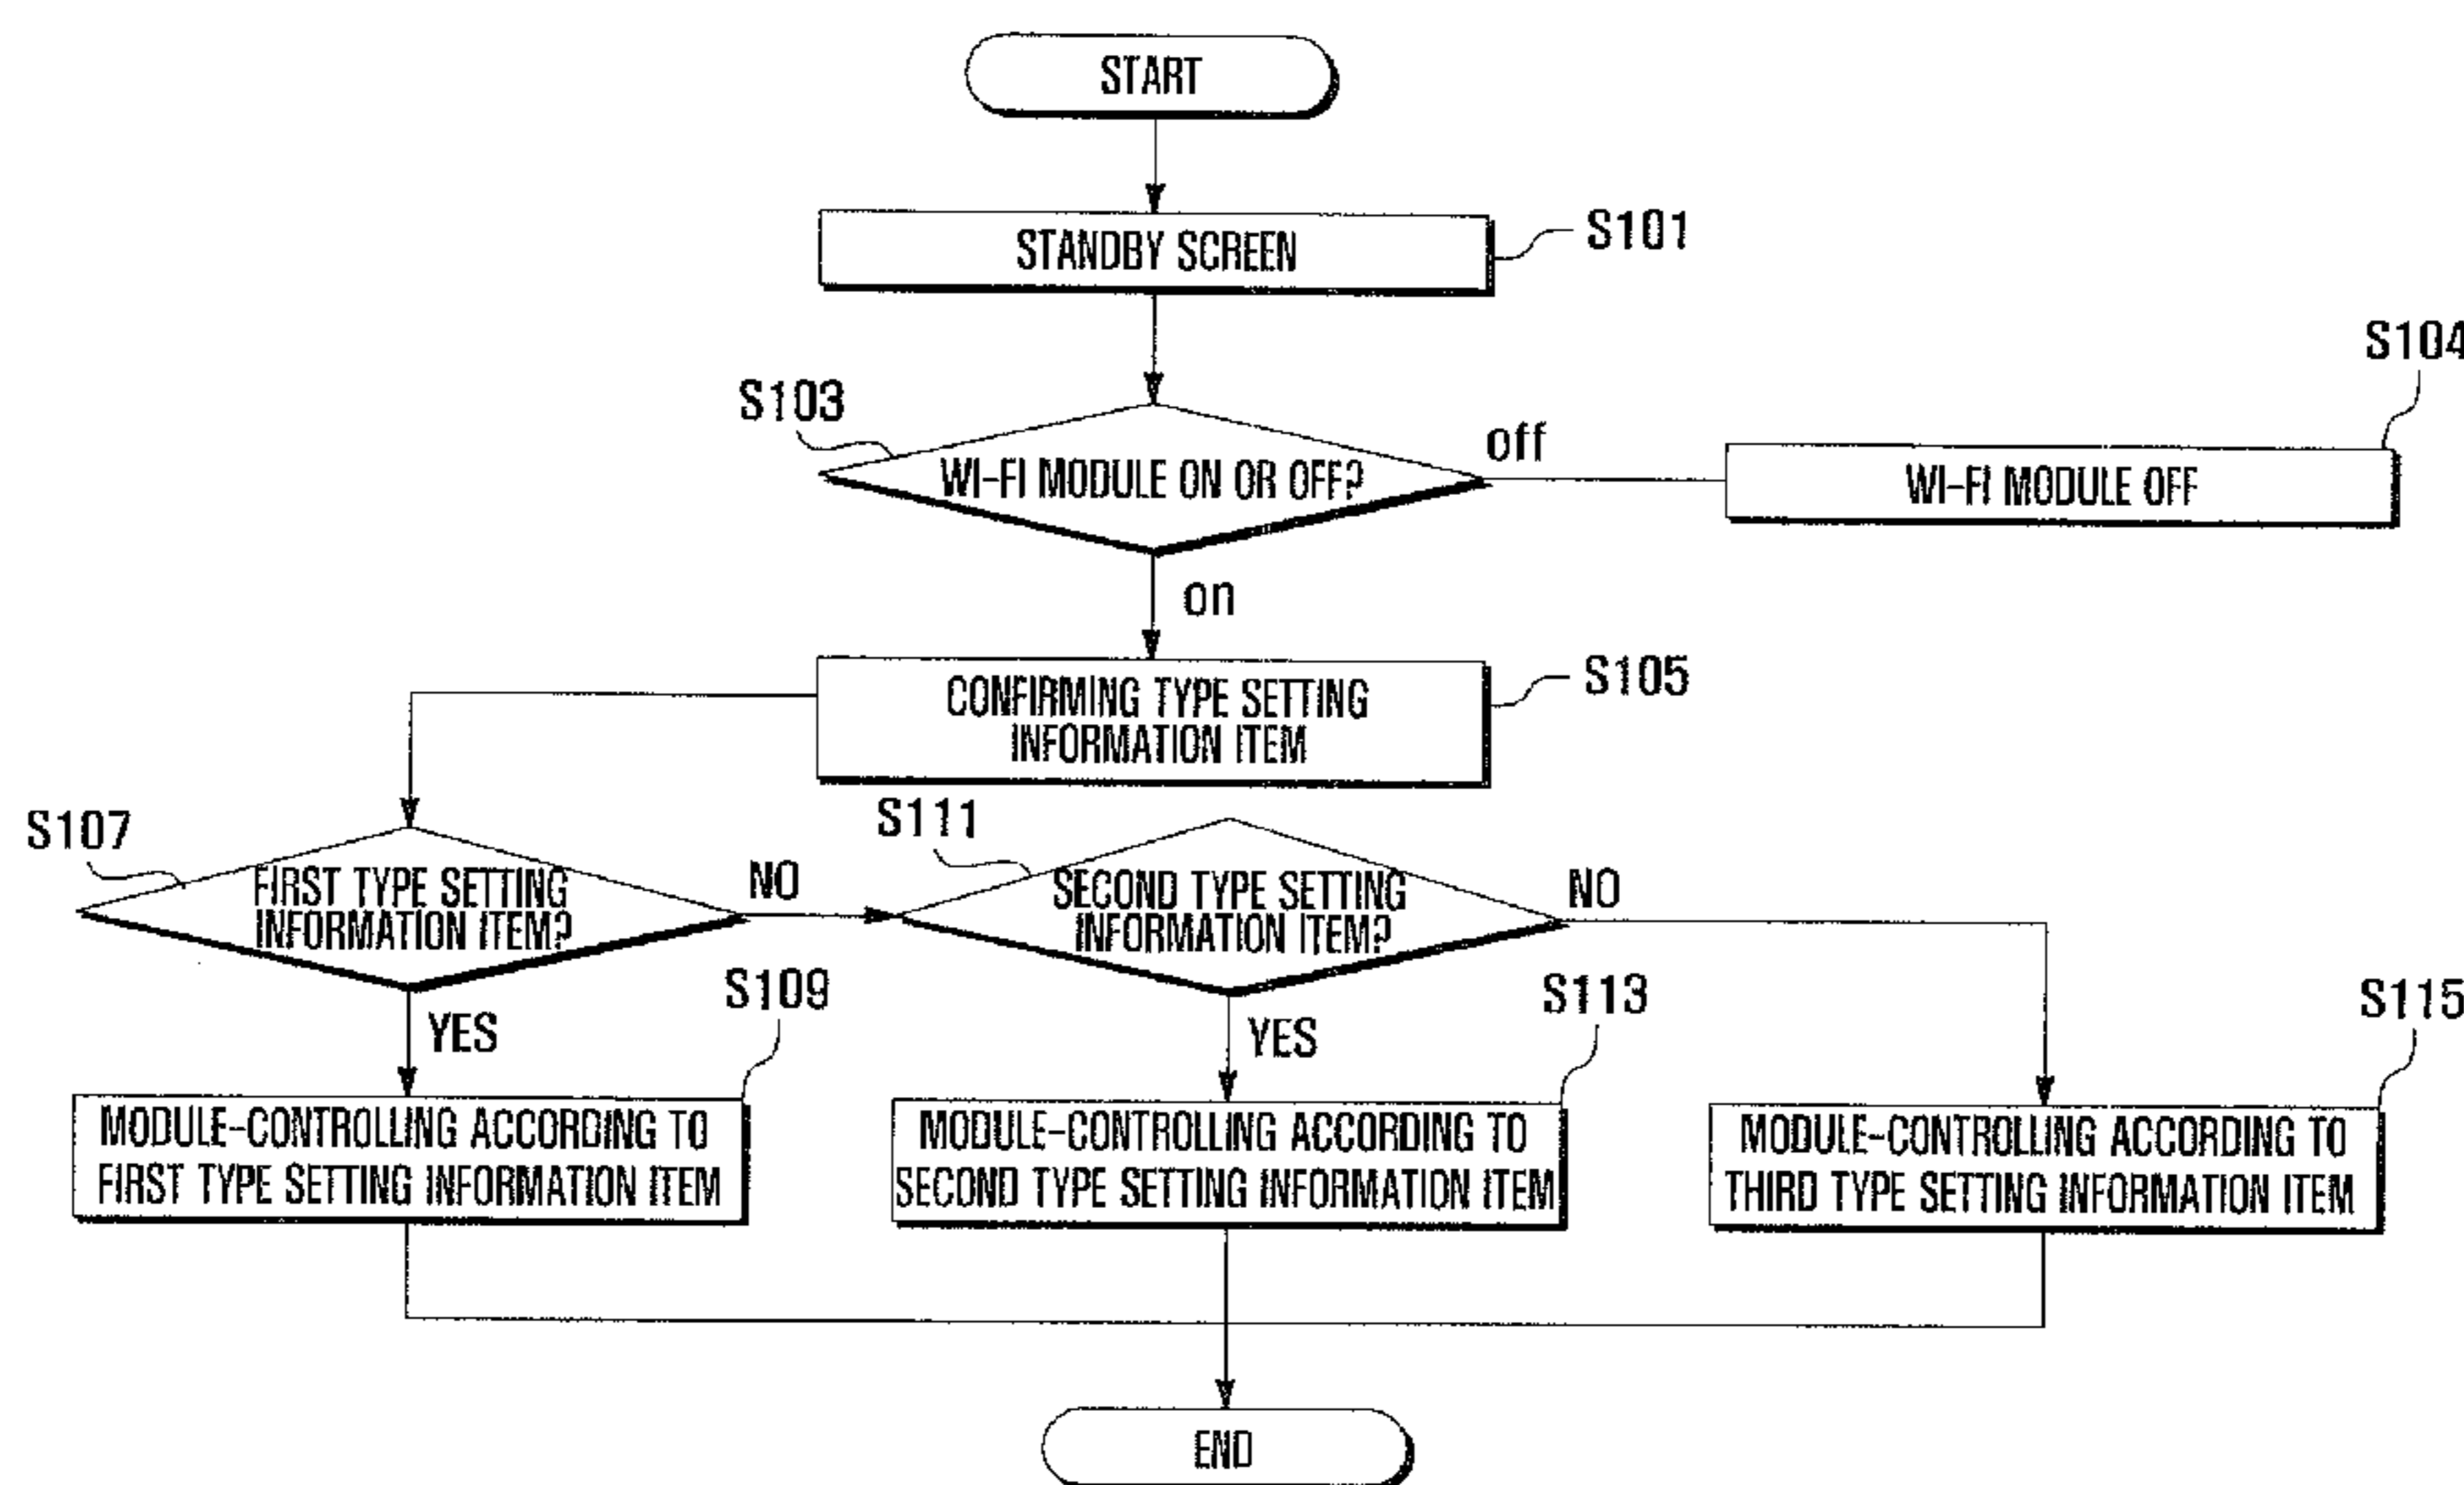 START
STANDBY SCREEN
S101
S104
S103
WI-FI MODULE ON OR OFF?
off
WI-FI MODULE OFF
on
CONFIRMING TYPE SETTING
INFORMATION ITEM
S105
S107
FIRST TYPE SETTING
INFORMATION ITEM?
NO
S111
SECOND TYPE SETTING
INFORMATION ITEM?
NO
YES
S109
YES
S113
S115
MODULE-CONTROLLING ACCORDING TO
FIRST TYPE SETTING INFORMATION ITEM
MODULE-CONTROLLING ACCORDING TO
SECOND TYPE SETTING INFORMATION ITEM
MODULE-CONTROLLING ACCORDING TO
THIRD TYPE SETTING INFORMATION ITEM
END